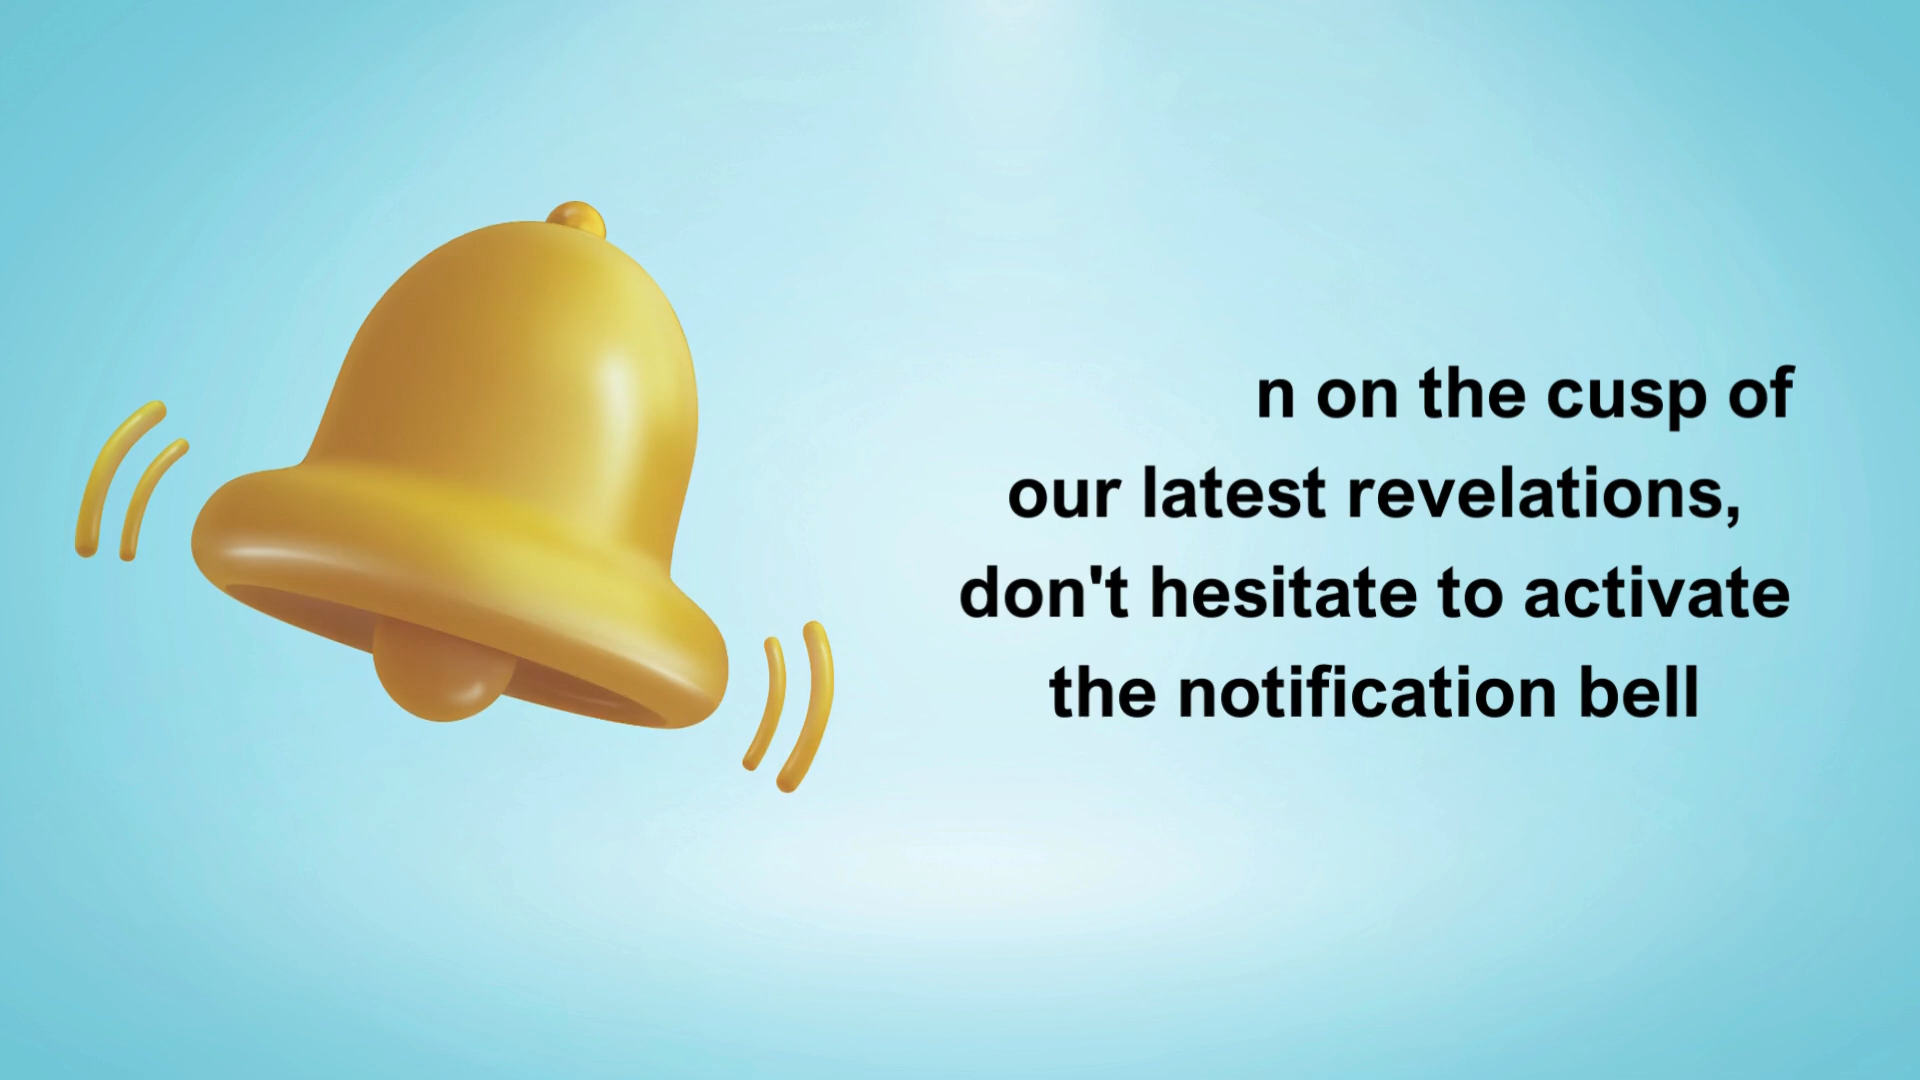 n on the cusp of
our latest revelations,
don't hesitate to activate
the notification bell